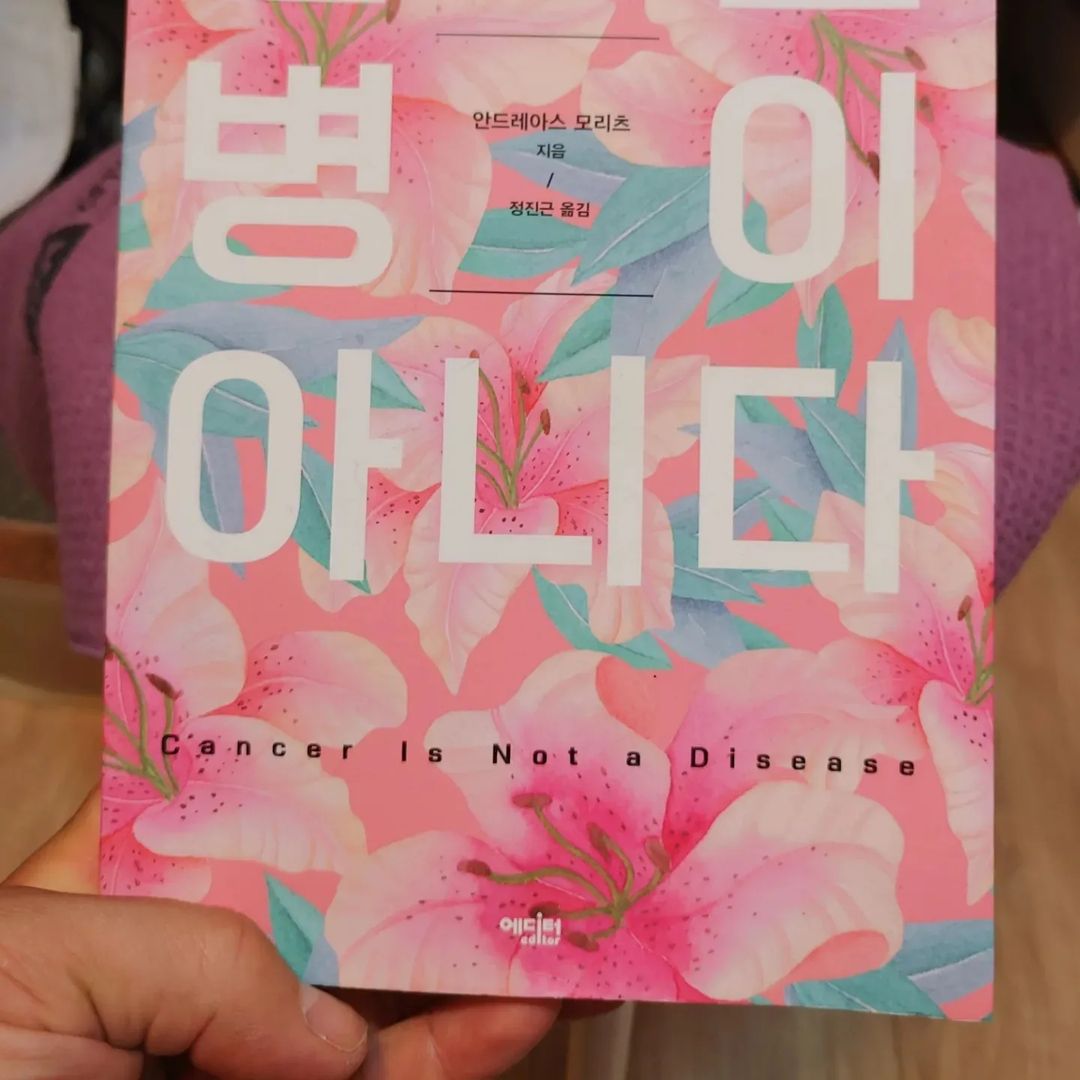 병이
안드레아스 모리츠
지음
/
정진근 옮김
아니다
Cancer Is Not a Disease
에디터
editor